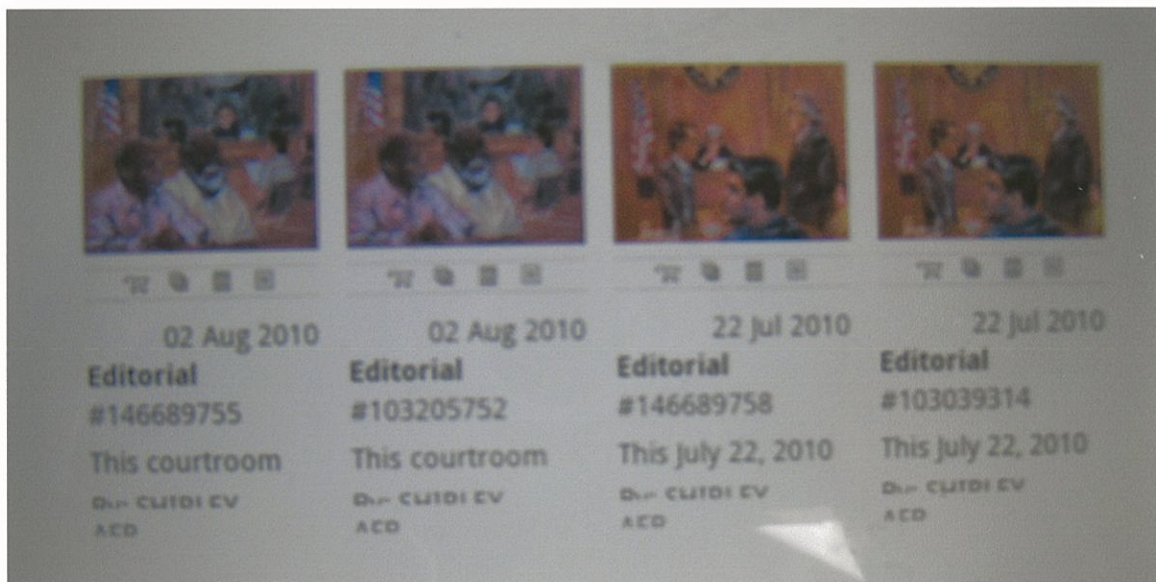 02 Aug 2010
Editorial
#146689755
This courtroom
02 Aug 2010
Editorial
#103205752
This courtroom
22 Jul 2010
Editorial
#146689758
This July 22, 2010
22 Jul 2010
Editorial
#103039314
This July 22, 2010